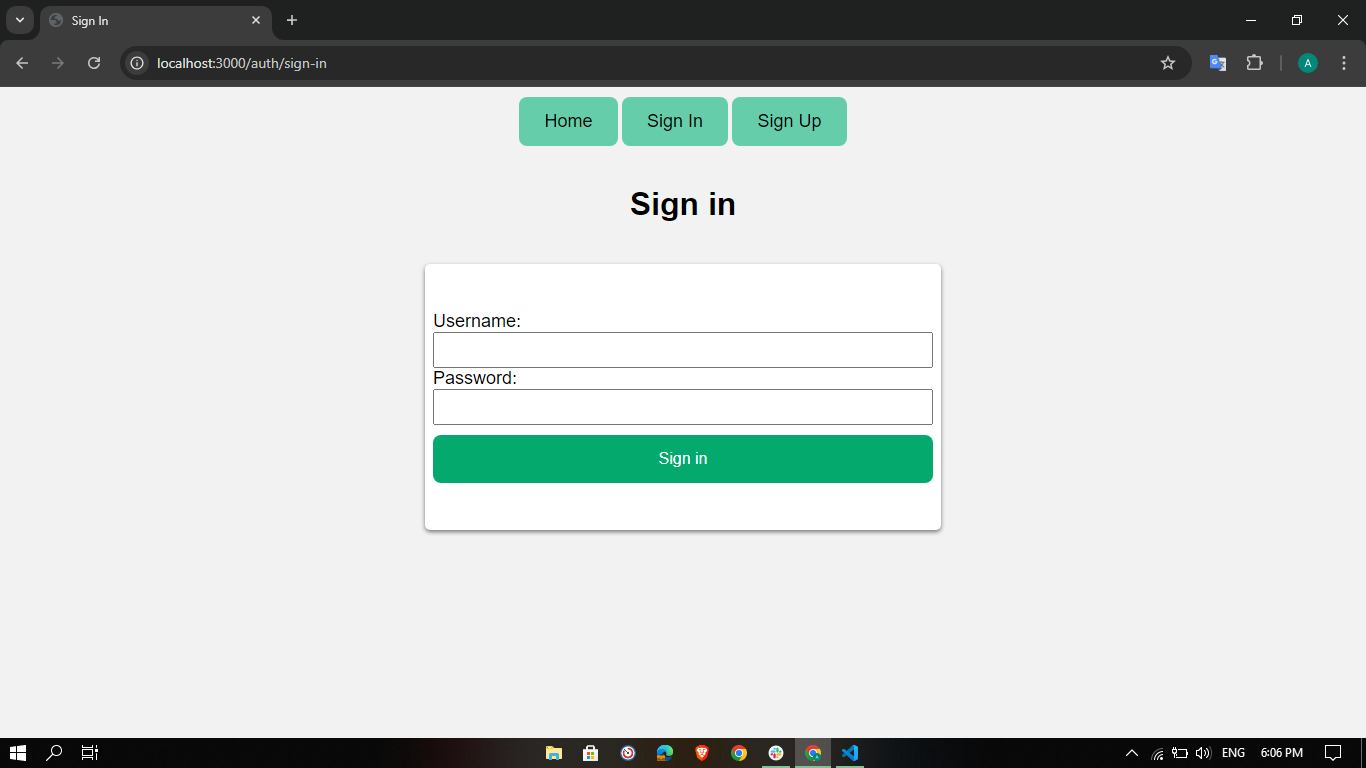 Sign In
localhost:3000/auth/sign-in
A
Home
Sign In
Sign Up
Sign in
Username:
Password:
Sign in
ENG
6:06 PM